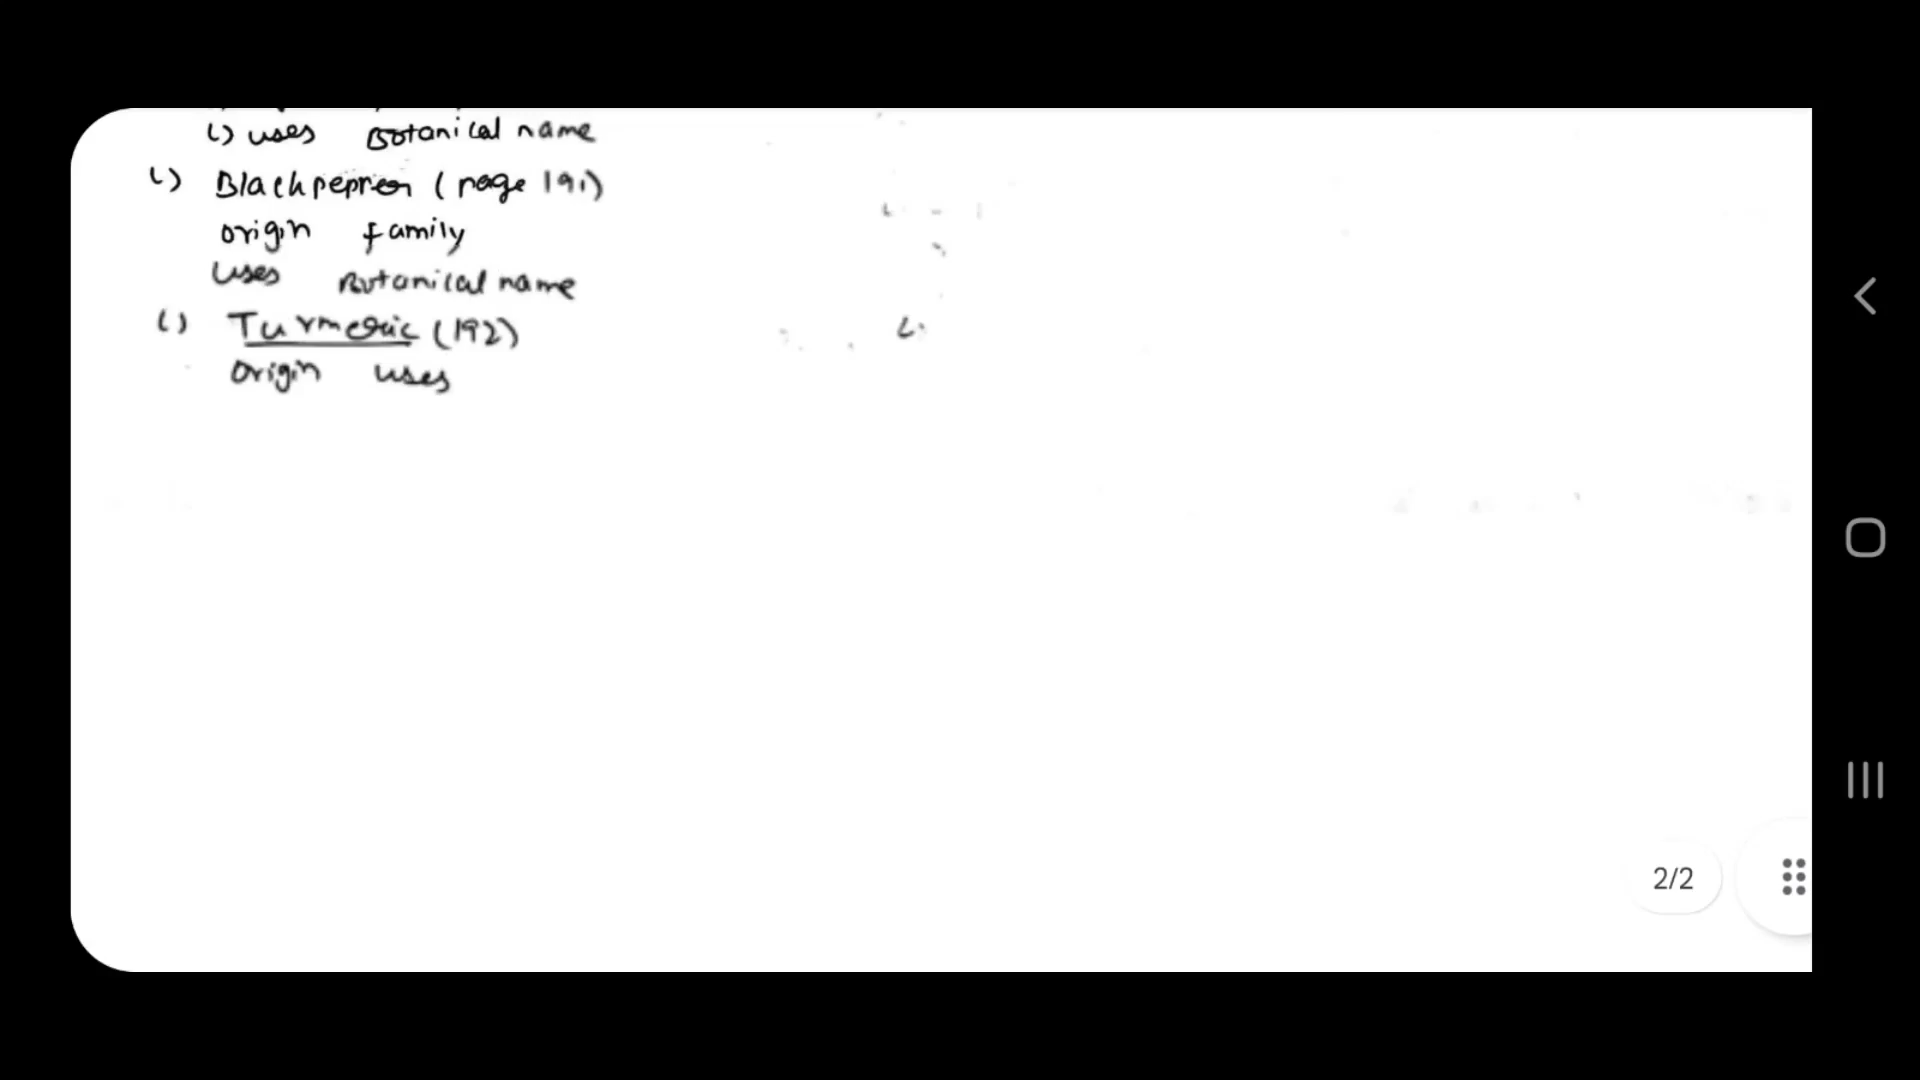 ↳ uses Botanical name
↳ Blackpepper (page 191)
origin family
uses Botanical name
↳ Turmeric (192)
Origin uses
2/2